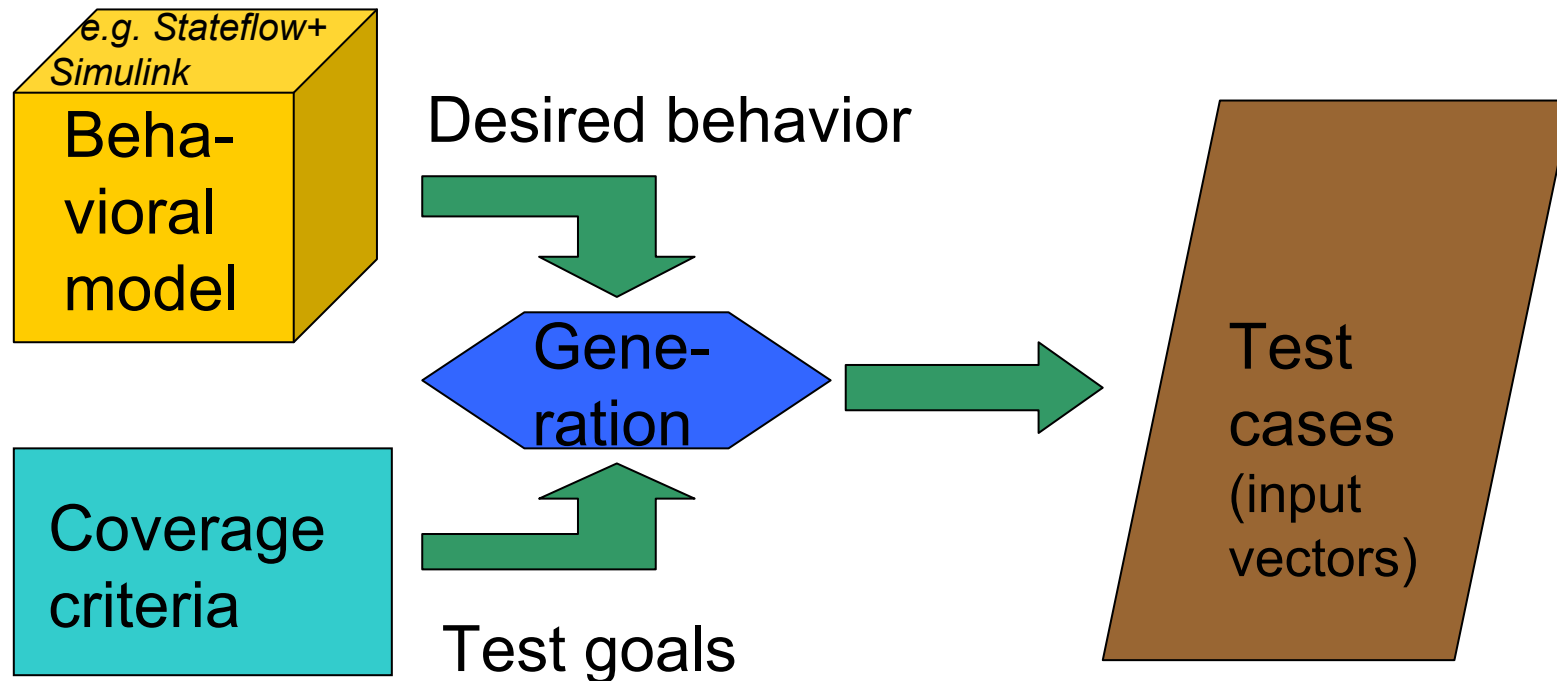 e.g. Stateflow+
Simulink
Beha-
vioral
model
Desired behavior
Gene-
ration
Coverage
criteria
Test goals
Test
cases
(input
vectors)